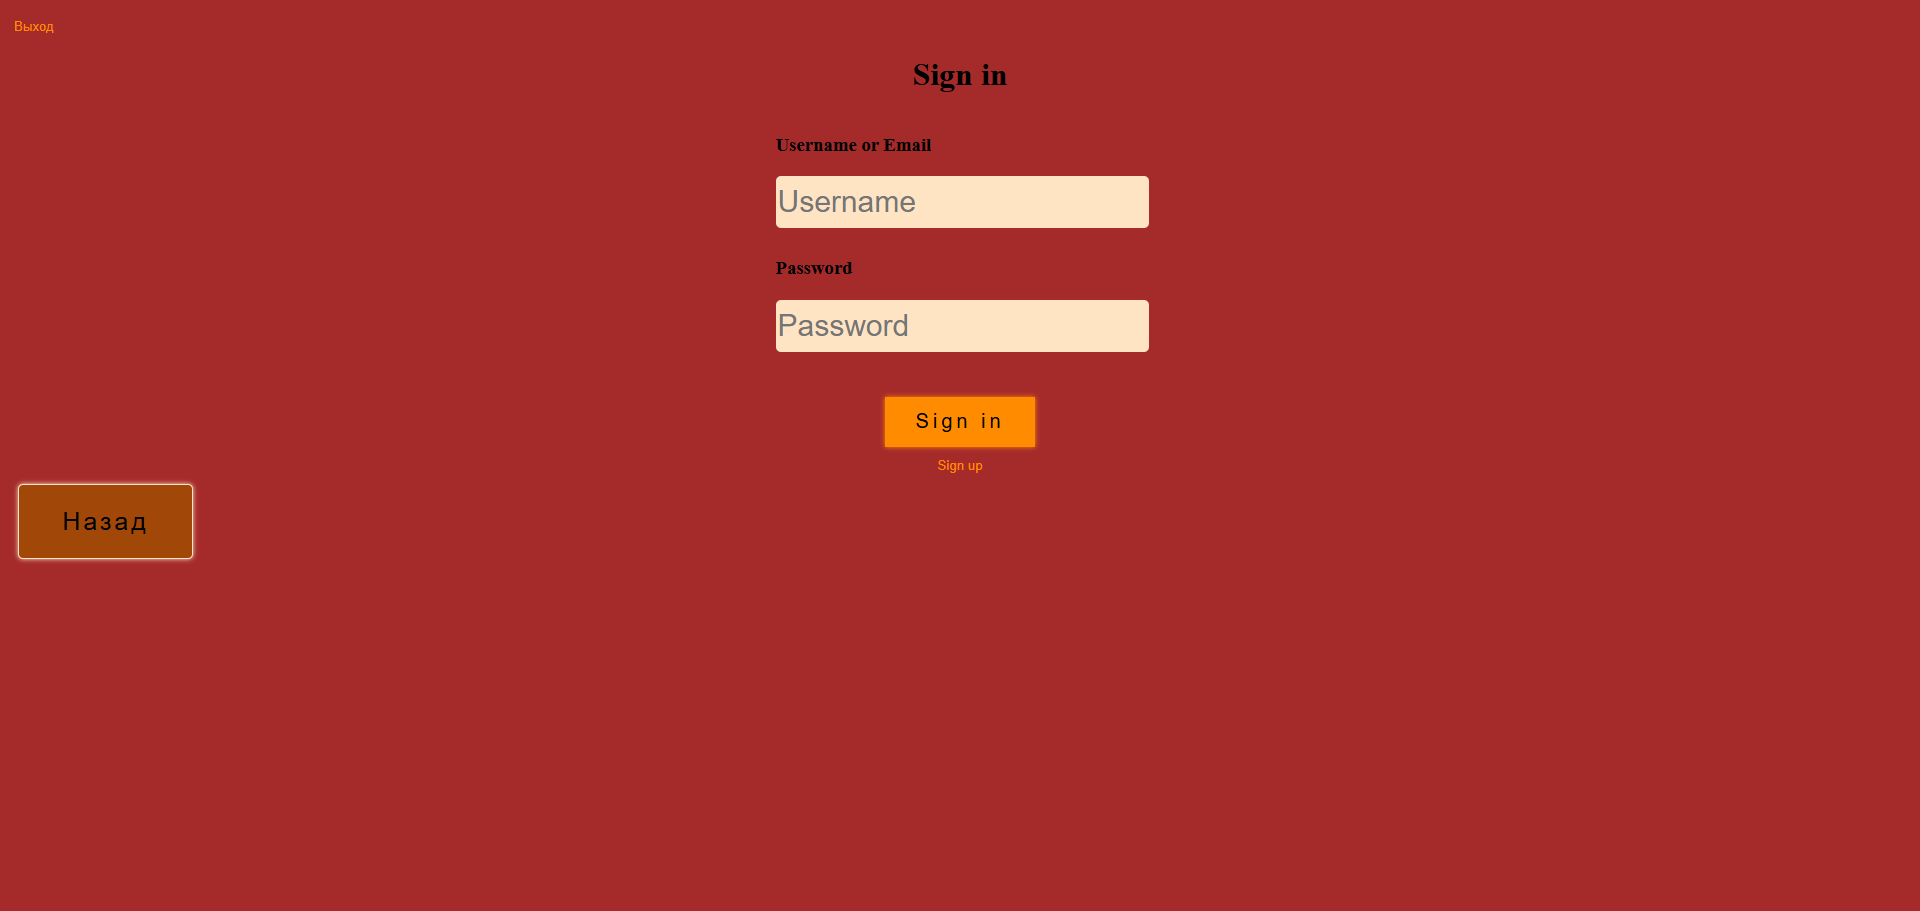 Выход
Sign in
Username or Email
Username
Password
Password
Sign in
Sign up
Назад